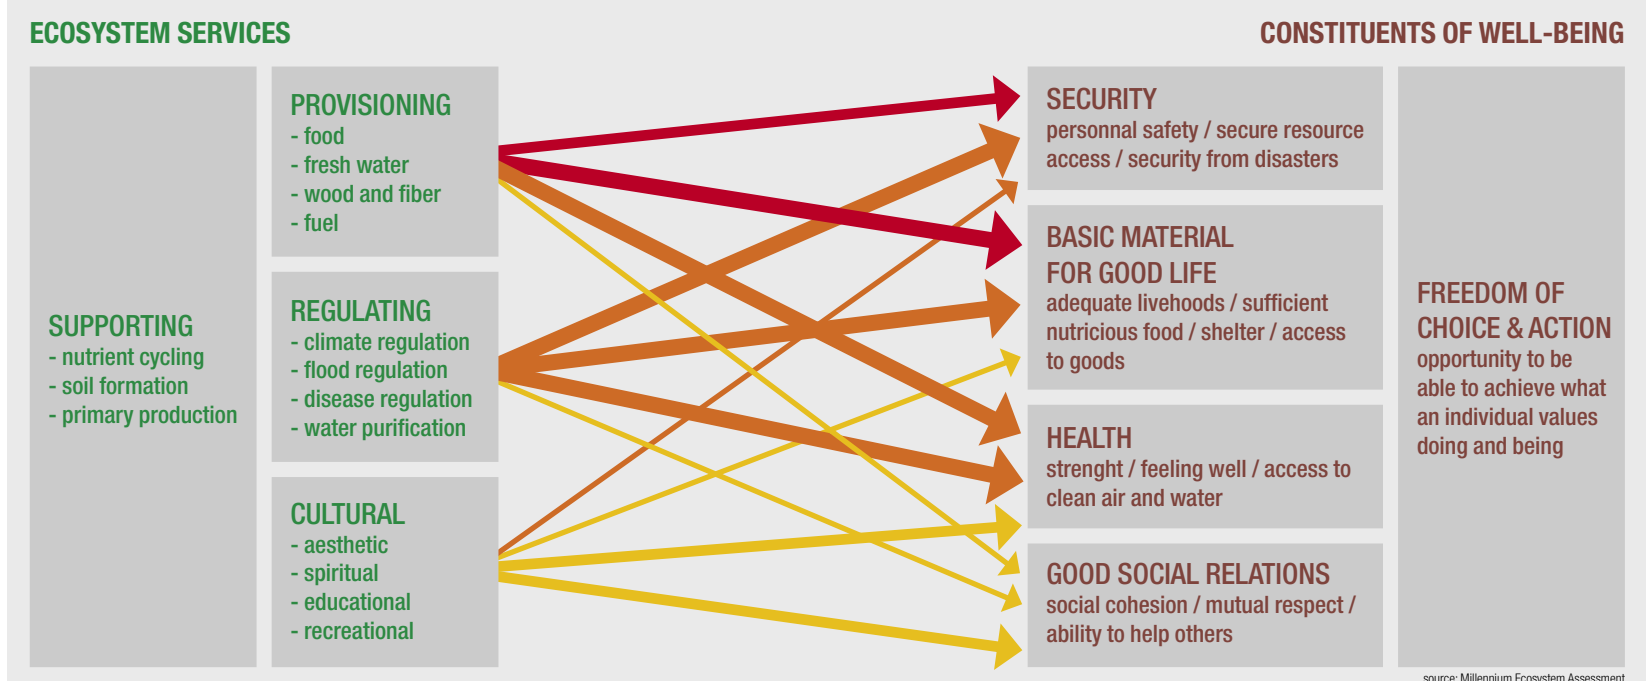 ECOSYSTEM SERVICES
CONSTITUENTS OF WELL-BEING
SUPPORTING
- nutrient cycling
- soil formation
- primary production
PROVISIONING
- food
- fresh water
- wood and fiber
- fuel
REGULATING
- climate regulation
- flood regulation
- disease regulation
- water purification
CULTURAL
- aesthetic
- spiritual
- educational
- recreational
SECURITY
personnal safety / secure resource
access / security from disasters
BASIC MATERIAL
FOR GOOD LIFE
adequate livehoods / sufficient
nutricious food / shelter / access
to goods
HEALTH
strenght / feeling well / access to
clean air and water
GOOD SOCIAL RELATIONS
social cohesion / mutual respect /
ability to help others
FREEDOM OF
CHOICE & ACTION
opportunity to be
able to achieve what
an individual values
doing and being
source: Millennium Ecosystem Assessment